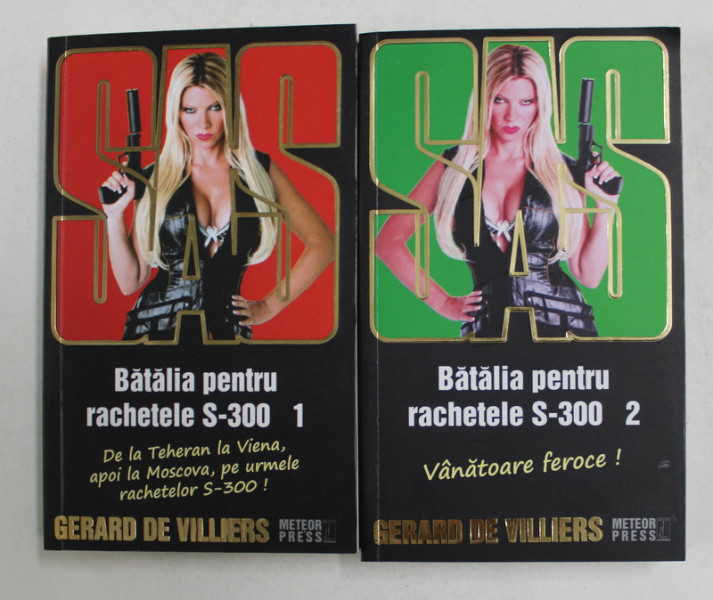 SAS
Bătălia pentru
rachetele S-300 1
De la Teheran la Viena,
apoi la Moscova, pe urmele
rachetelor S-300 !
GERARD DE VILLIERS
METEOR
PRESS
SAS
Bătălia pentru
rachetele S-300 2
Vânătoare feroce !
GERARD DE VILLIERS
METEOR
PRESS